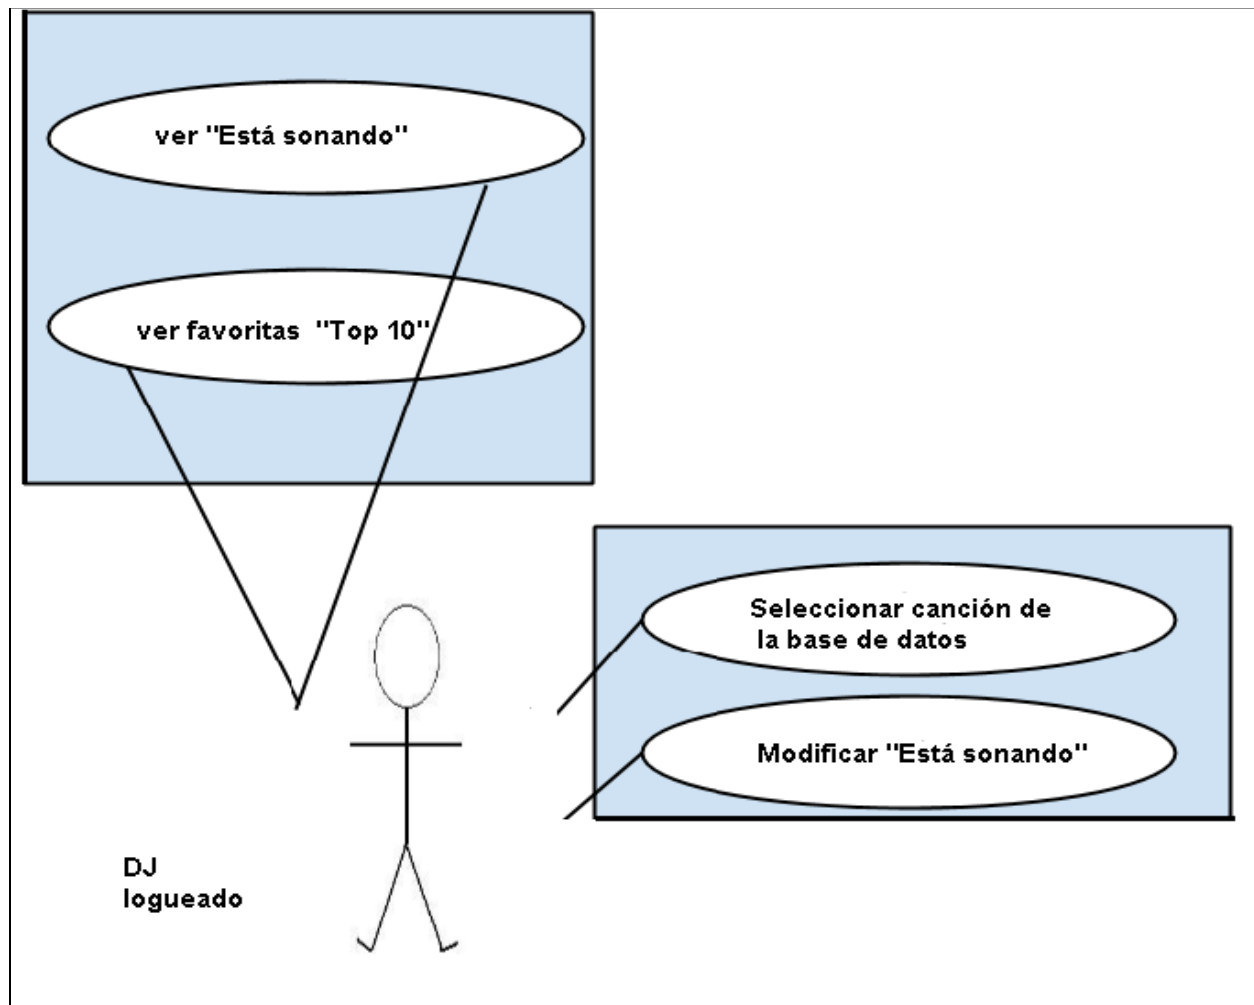 ver "Está sonando"
ver favoritas "Top 10"
Seleccionar canción de
la base de datos
Modificar "Está sonando"
DJ
logueado